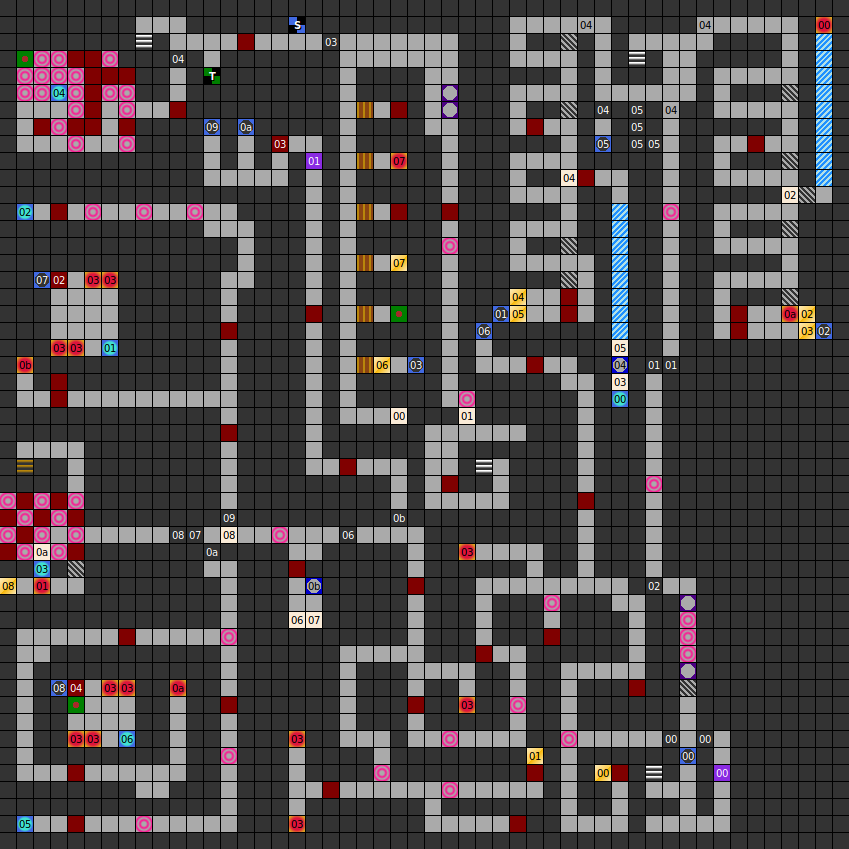 S 04 04 00
03
04
T
04
04 05 04
09 0a 05
03 05 05 05
01 07
04
02
02
07
07 02 03 03
04
01 05 0a 02
06 03 02
03 03 01 05
0b 06 03 04 01 01
03
00
00 01
09 0b
08 07 08 06
0a 0a 03
03
08 01 0b 02
06 07
08 04 03 03 0a
03
03 03 06 03 00 00
01 00
00 00
05 03